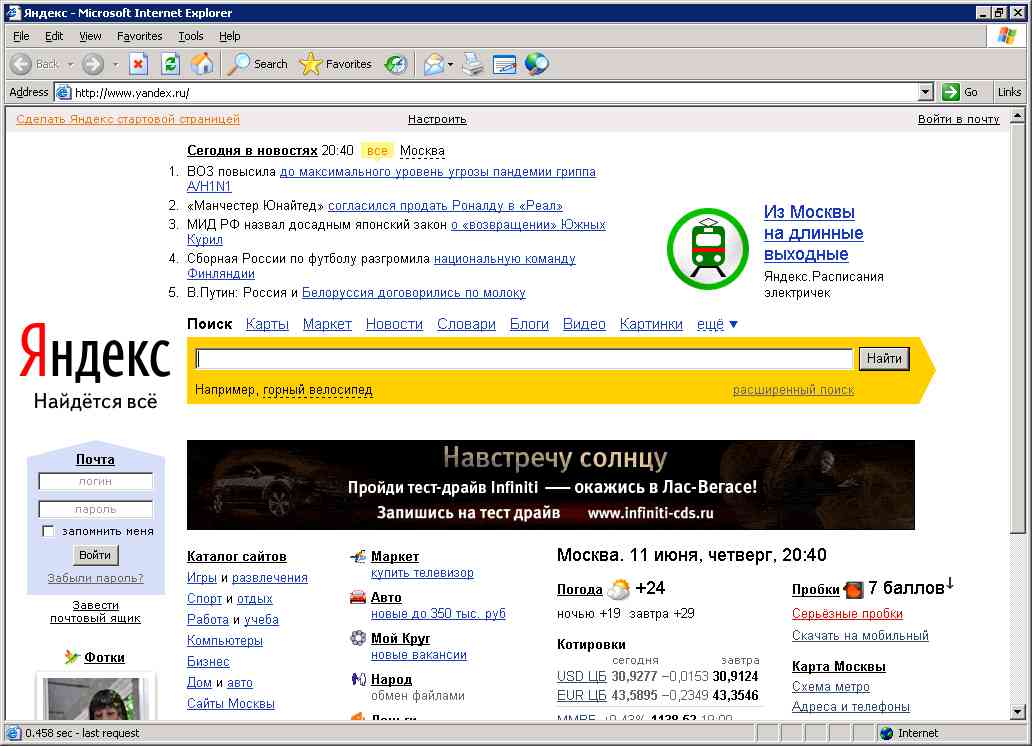 Яндекс - Microsoft Internet Explorer
File Edit View Favorites Tools Help
Back Search Favorites
Address http://www.yandex.ru/ Go Links
Сделать Яндекс стартовой страницей Настроить Войти в почту
Сегодня в новостях 20:40 все Москва
1. ВОЗ повысила до максимального уровень угрозы пандемии гриппа
A/H1N1
2. «Манчестер Юнайтед» согласился продать Роналду в «Реал»
3. МИД РФ назвал досадным японский закон о «возвращении» Южных
Курил
4. Сборная России по футболу разгромила национальную команду
Финляндии
5. В.Путин: Россия и Белоруссия договорились по молоку
Из Москвы
на длинные
выходные
Яндекс.Расписания
электричек
Поиск Карты Маркет Новости Словари Блоги Видео Картинки ещё ▼
Яндекс
Найдётся всё
Найти
Например, горный велосипед расширенный поиск
Почта
логин
пароль
запомнить меня
Войти
Забыли пароль?
Завести
почтовый ящик
Фотки
Навстречу солнцу
Пройди тест-драйв Infiniti — окажись в Лас-Вегасе!
Запишись на тест драйв www.infiniti-cds.ru
Каталог сайтов
Игры и развлечения
Спорт и отдых
Работа и учеба
Компьютеры
Бизнес
Дом и авто
Сайты Москвы
Маркет
купить телевизор
Авто
новые до 350 тыс. руб
Мой Круг
новые вакансии
Народ
обмен файлами
Деньги
Москва. 11 июня, четверг, 20:40
Погода +24
ночью +19 завтра +29
Котировки
сегодня завтра
USD ЦБ 30,9277 −0,0153 30,9124
EUR ЦБ 43,5895 −0,2349 43,3546
Пробки 7 баллов↓
Серьёзные пробки
Скачать на мобильный
Карта Москвы
Схема метро
Адреса и телефоны
0.458 sec - last request Internet